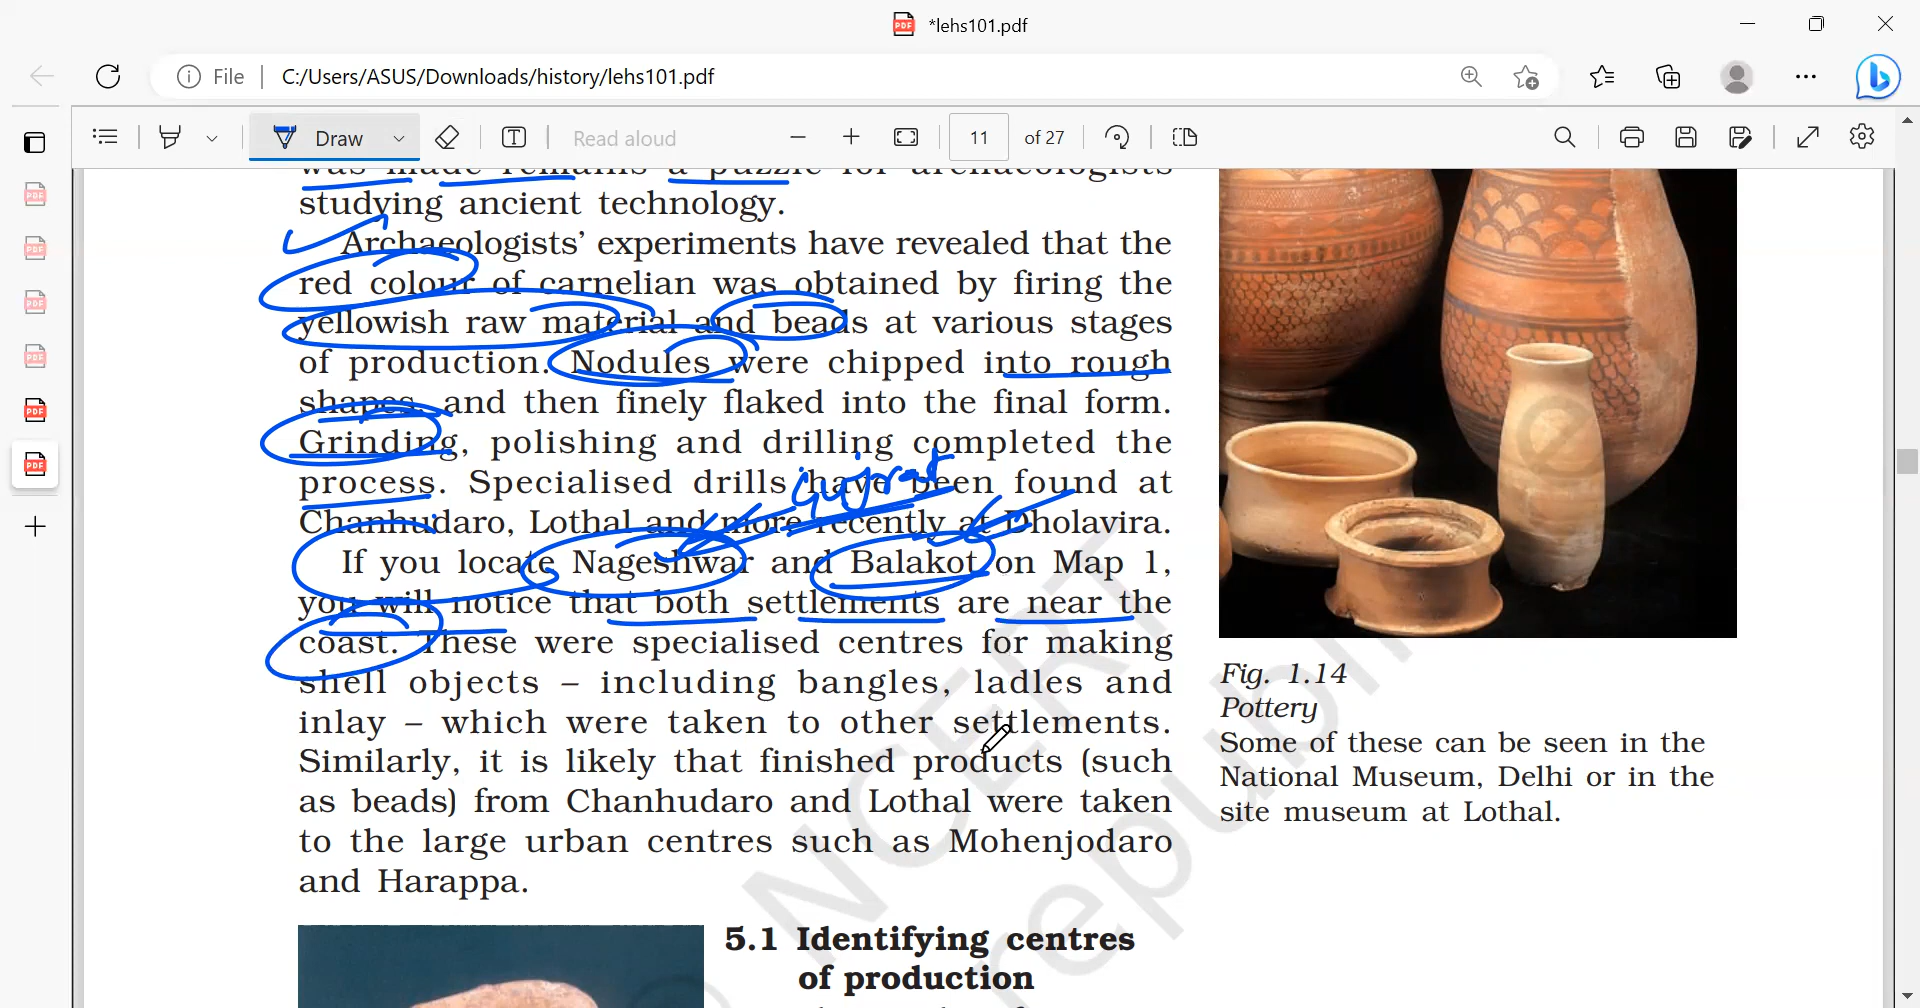 *lehs101.pdf
File
C:/Users/ASUS/Downloads/history/lehs101.pdf
Draw
Read aloud
11 of 27
was made remains a puzzle for archaeologists
studying ancient technology.
Archaeologists' experiments have revealed that the
red colour of carnelian was obtained by firing the
yellowish raw material and beads at various stages
of production. Nodules were chipped into rough
shapes, and then finely flaked into the final form.
Grinding, polishing and drilling completed the
process. Specialised drills have been found at
Chanhudaro, Lothal and more recently at Dholavira.
If you locate Nageshwar and Balakot on Map 1,
you will notice that both settlements are near the
coast. These were specialised centres for making
shell objects – including bangles, ladles and
inlay – which were taken to other settlements.
Similarly, it is likely that finished products (such
as beads) from Chanhudaro and Lothal were taken
to the large urban centres such as Mohenjodaro
and Harappa.
Fig. 1.14
Pottery
Some of these can be seen in the
National Museum, Delhi or in the
site museum at Lothal.
5.1 Identifying centres
of production
© NCERT
republi